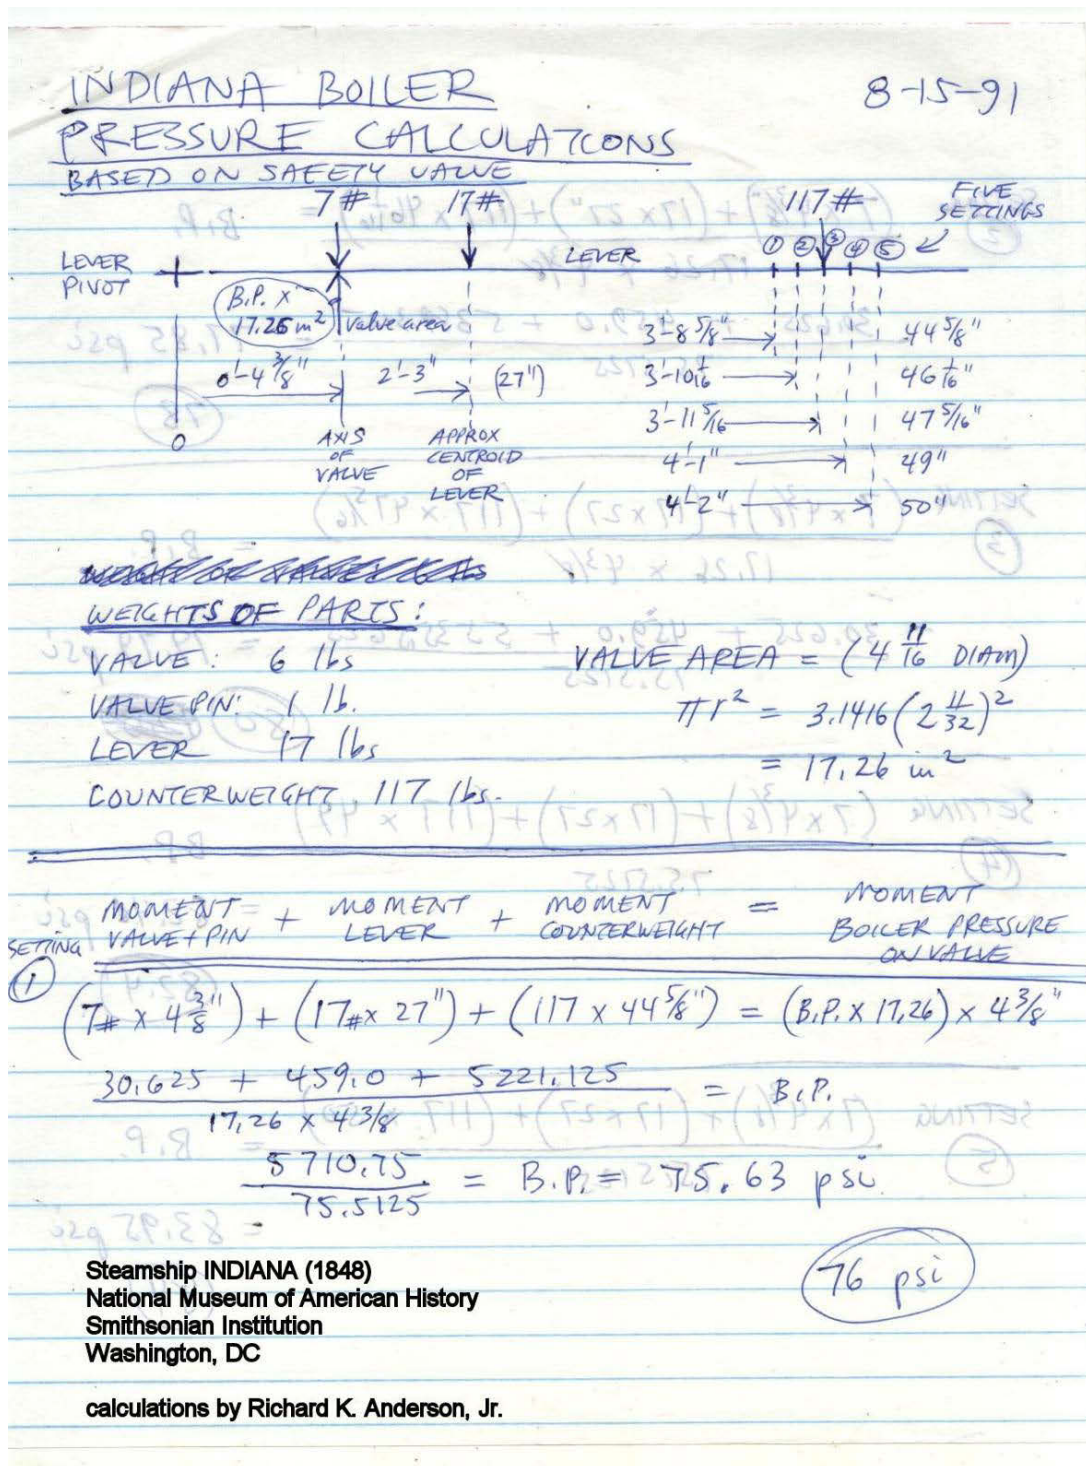 INDIANA BOILER 8-15-91
PRESSURE CALCULATIONS
BASED ON SAFETY VALVE
7# 17# 117# FIVE SETTINGS
LEVER PIVOT LEVER ① ② ③ ④ ⑤
B.P. x 17.26 in² valve area
3'-8 5/8" 44 5/8"
0'-4 3/8" 2'-3" (27") 3'-10 1/16 46 1/16"
3'-11 5/16 47 5/16"
0 AXIS OF VALVE APPROX CENTROID OF LEVER
4'-1" 49"
4'-2" 50"
WEIGHTS OF PARTS:
VALVE: 6 lbs VALVE AREA = (4 11/16 DIAM)
VALVE PIN: 1 lb. πr² = 3.1416(2 11/32)²
LEVER 17 lbs = 17.26 in²
COUNTERWEIGHT 117 lbs.
MOMENT VALVE + PIN + MOMENT LEVER + MOMENT COUNTERWEIGHT = MOMENT BOILER PRESSURE ON VALVE
SETTING
①
(7# x 4 3/8") + (17# x 27") + (117 x 44 5/8") = (B.P. x 17.26) x 4 3/8"
30.625 + 459.0 + 5221.125 = B.P.
17.26 x 4 3/8
5710.75 = B.P. = 75.63 psi
75.5125
76 psi
Steamship INDIANA (1848)
National Museum of American History
Smithsonian Institution
Washington, DC
calculations by Richard K. Anderson, Jr.